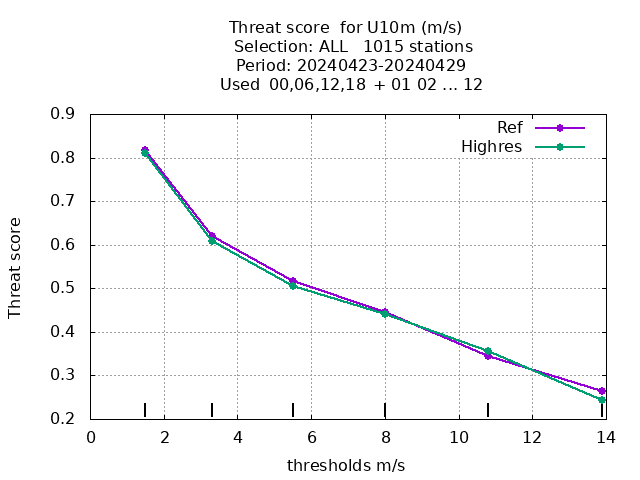 Threat score for U10m (m/s)
Selection: ALL 1015 stations
Period: 20240423-20240429
Used 00,06,12,18 + 01 02 ... 12
0.9
0.8
0.7
0.6
0.5
0.4
0.3
0.2
Threat score
Ref
Highres
0 2 4 6 8 10 12 14
thresholds m/s